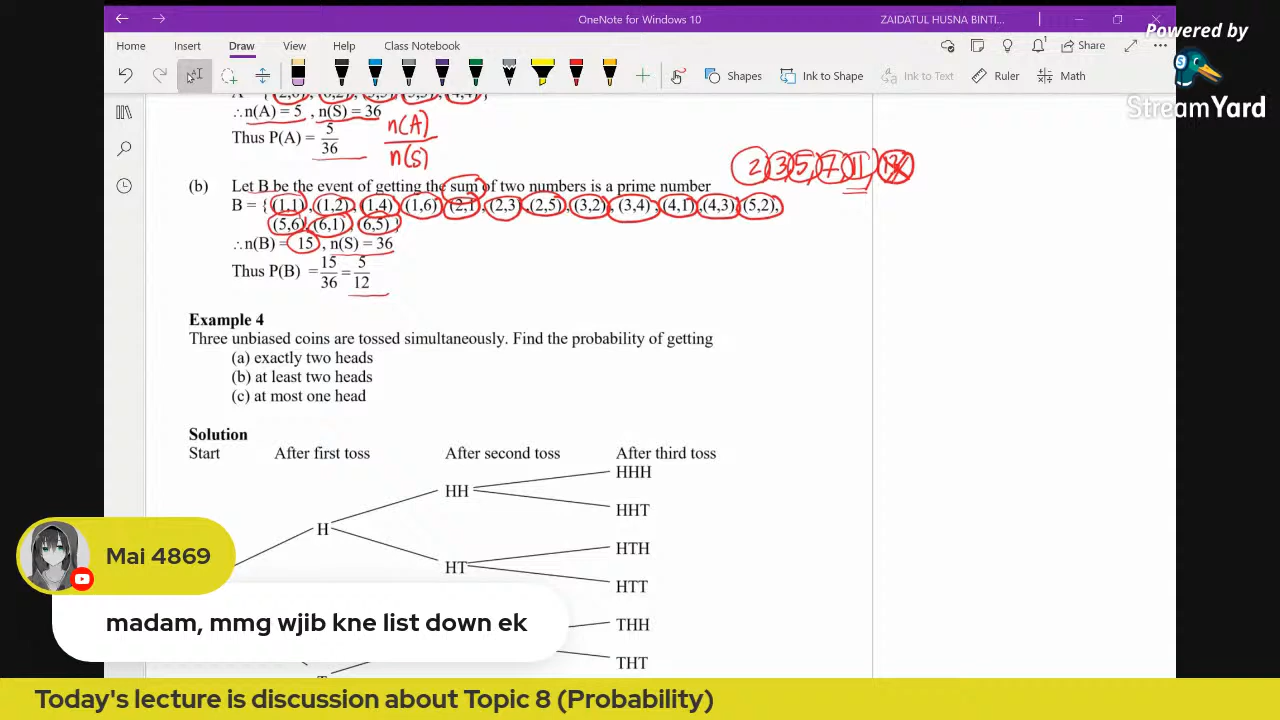 OneNote for Windows 10
ZAIDATUL HUSNA BINTI...
Powered by
StreamYard
Home
Insert
Draw
View
Help
Class Notebook
Share
Shapes
Ink to Shape
Ink to Text
Ruler
Math
∴n(A) = 5 , n(S) = 36
Thus P(A) = 5/36
n(A)/n(S)
2, 3, 5, 7, 11,
(b) Let B be the event of getting the sum of two numbers is a prime number
B = { (1,1) , (1,2) , (1,4) , (1,6) , (2,1) , (2,3) , (2,5) , (3,2) , (3,4) , (4,1) , (4,3) , (5,2) ,
(5,6) , (6,1) , (6,5) }
∴n(B) = 15 , n(S) = 36
Thus P(B) = 15/36 = 5/12
Example 4
Three unbiased coins are tossed simultaneously. Find the probability of getting
(a) exactly two heads
(b) at least two heads
(c) at most one head
Solution
Start After first toss After second toss After third toss
HHH
HH
HHT
H
HTH
HT
HTT
THH
THT
Mai 4869
madam, mmg wjib kne list down ek
Today's lecture is discussion about Topic 8 (Probability)